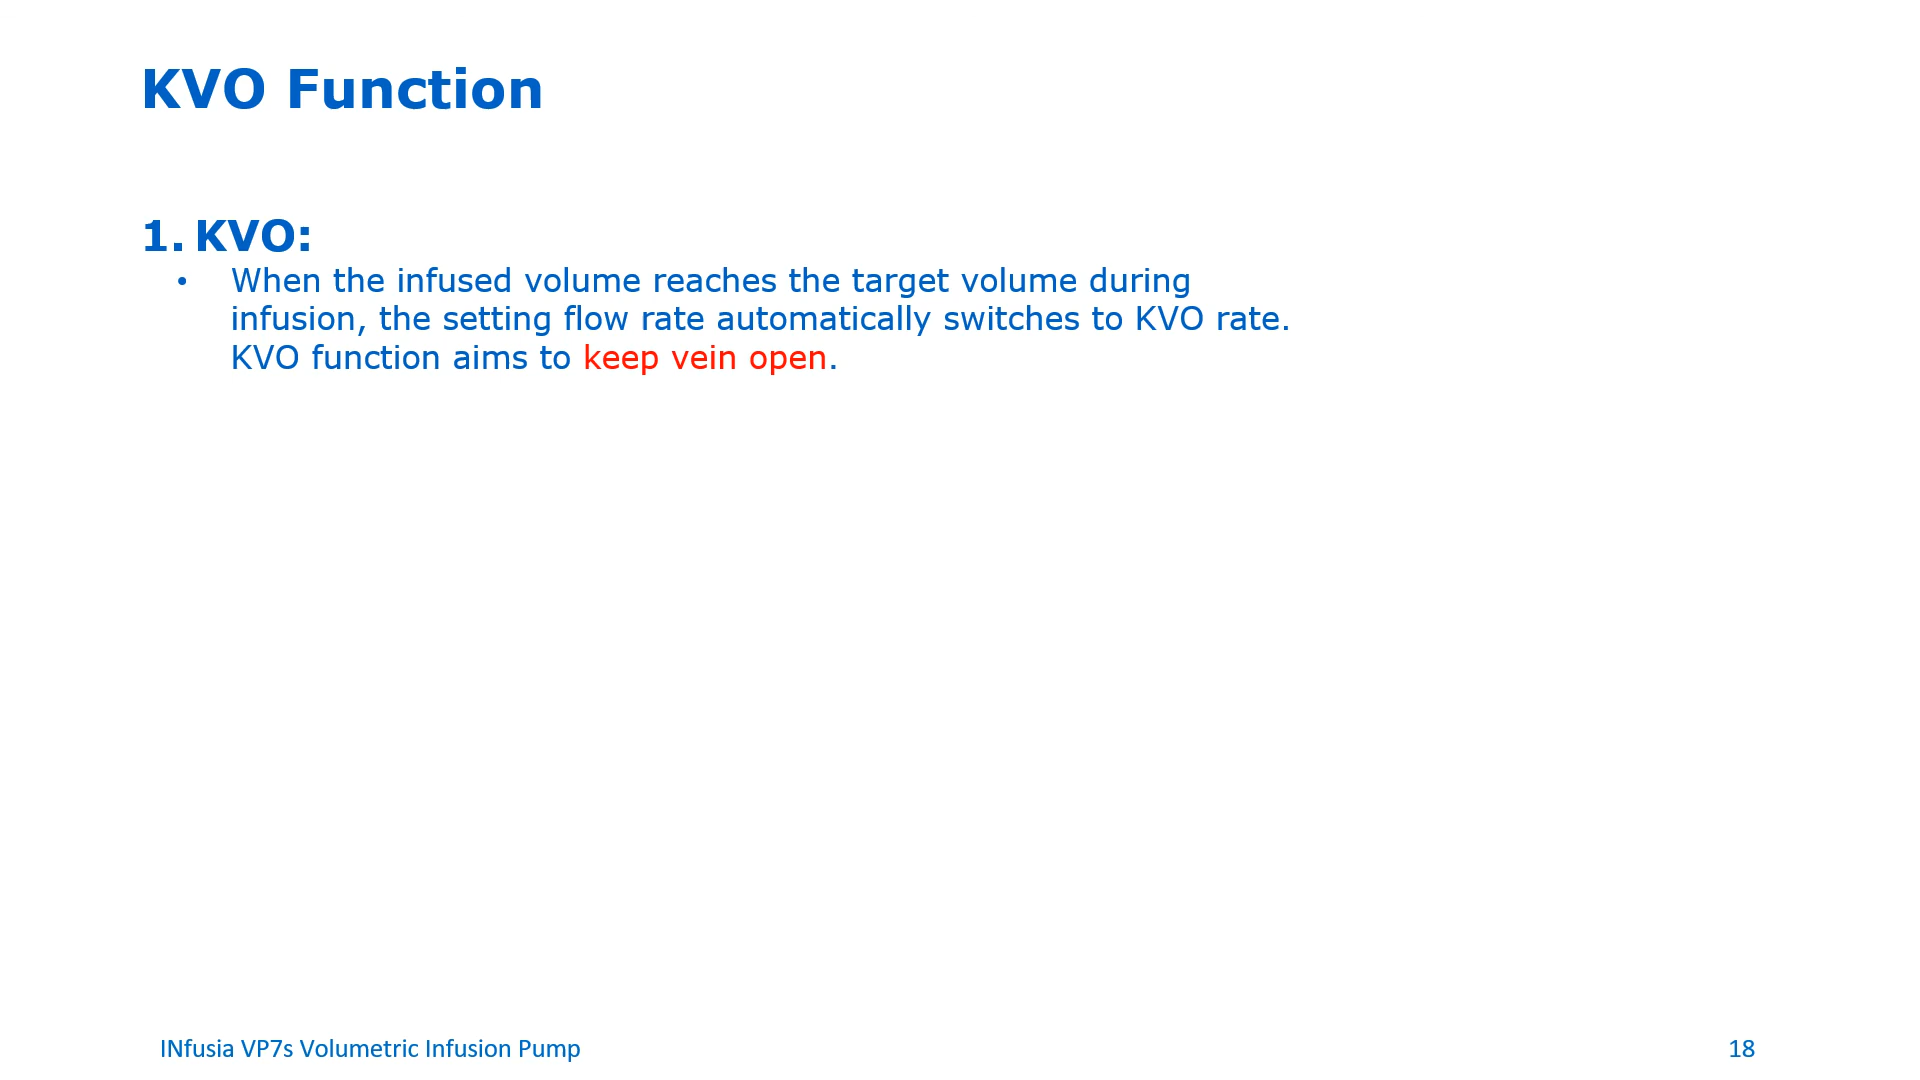 KVO Function
1. KVO:
• When the infused volume reaches the target volume during
infusion, the setting flow rate automatically switches to KVO rate.
KVO function aims to keep vein open.
INfusia VP7s Volumetric Infusion Pump
18